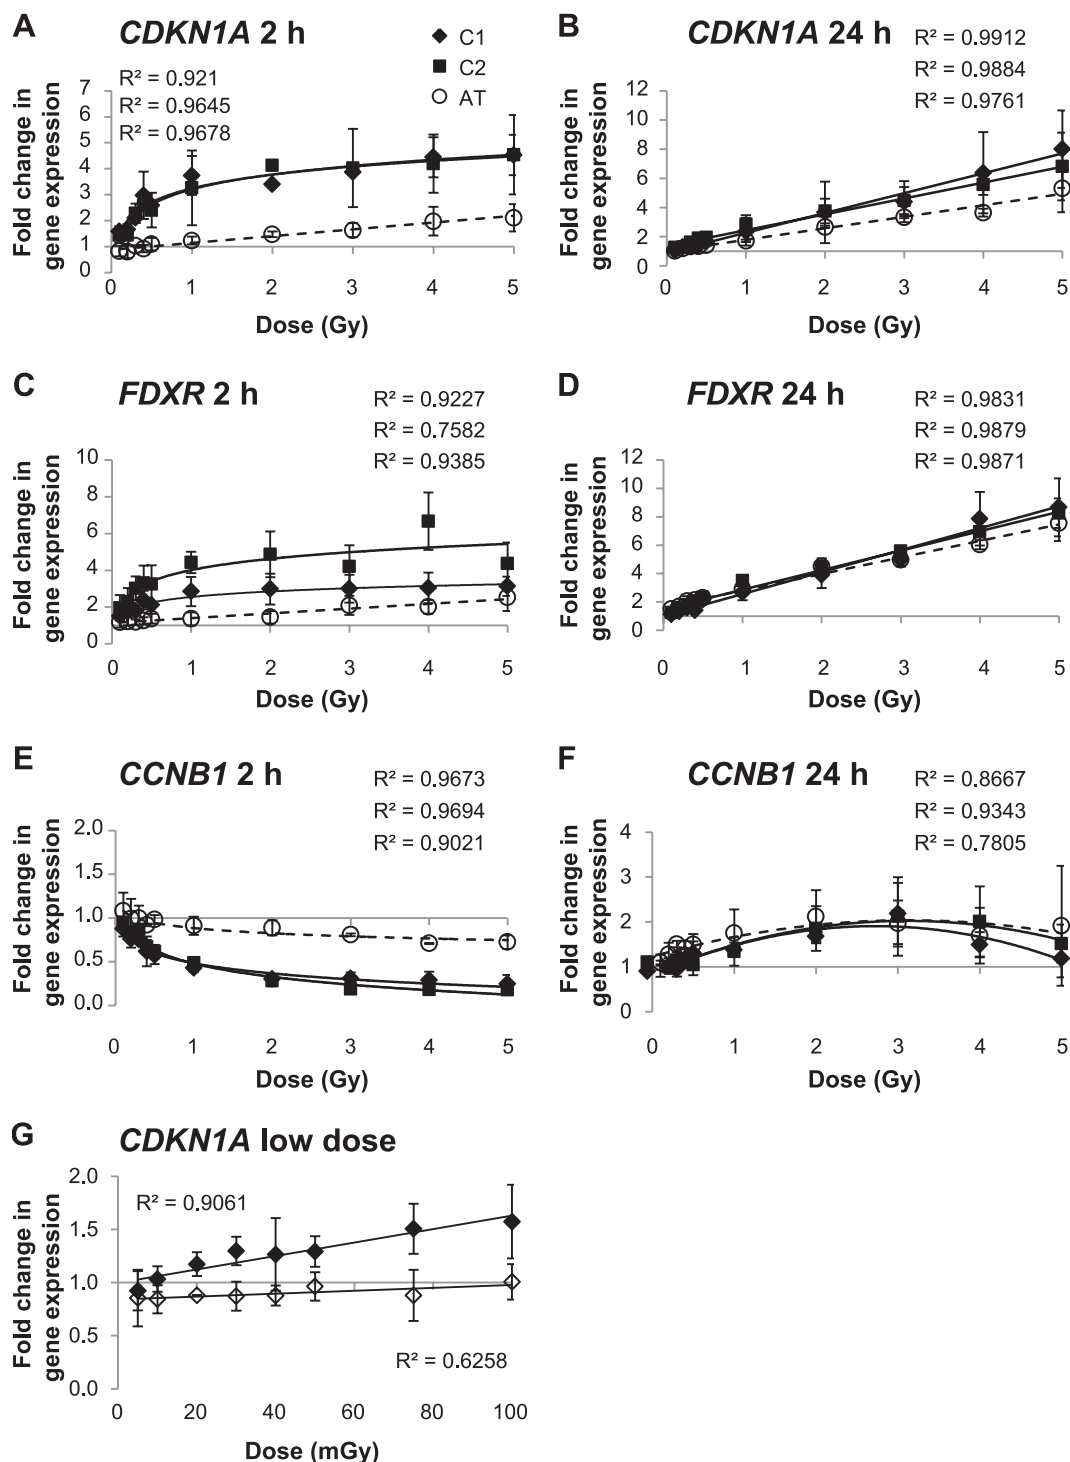 A
CDKN1A 2 h
C1
C2
AT
R² = 0.921
R² = 0.9645
R² = 0.9678
Fold change in
gene expression
7
6
5
4
3
2
1
0
0 1 2 3 4 5
Dose (Gy)
B
CDKN1A 24 h
R² = 0.9912
R² = 0.9884
R² = 0.9761
Fold change in
gene expression
12
10
8
6
4
2
0
0 1 2 3 4 5
Dose (Gy)
C
FDXR 2 h
R² = 0.9227
R² = 0.7582
R² = 0.9385
Fold change in
gene expression
10
8
6
4
2
0
0 1 2 3 4 5
Dose (Gy)
D
FDXR 24 h
R² = 0.9831
R² = 0.9879
R² = 0.9871
Fold change in
gene expression
12
10
8
6
4
2
0
0 1 2 3 4 5
Dose (Gy)
E
CCNB1 2 h
R² = 0.9673
R² = 0.9694
R² = 0.9021
Fold change in
gene expression
2.0
1.5
1.0
0.5
0.0
0 1 2 3 4 5
Dose (Gy)
F
CCNB1 24 h
R² = 0.8667
R² = 0.9343
R² = 0.7805
Fold change in
gene expression
4
3
2
1
0
0 1 2 3 4 5
Dose (Gy)
G
CDKN1A low dose
R² = 0.9061
Fold change in
gene expression
2.0
1.5
1.0
0.5
0.0
R² = 0.6258
0 20 40 60 80 100
Dose (mGy)